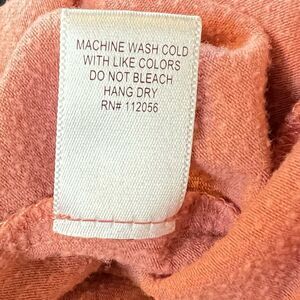 MACHINE WASH COLD
WITH LIKE COLORS
DO NOT BLEACH
HANG DRY
RN# 112056